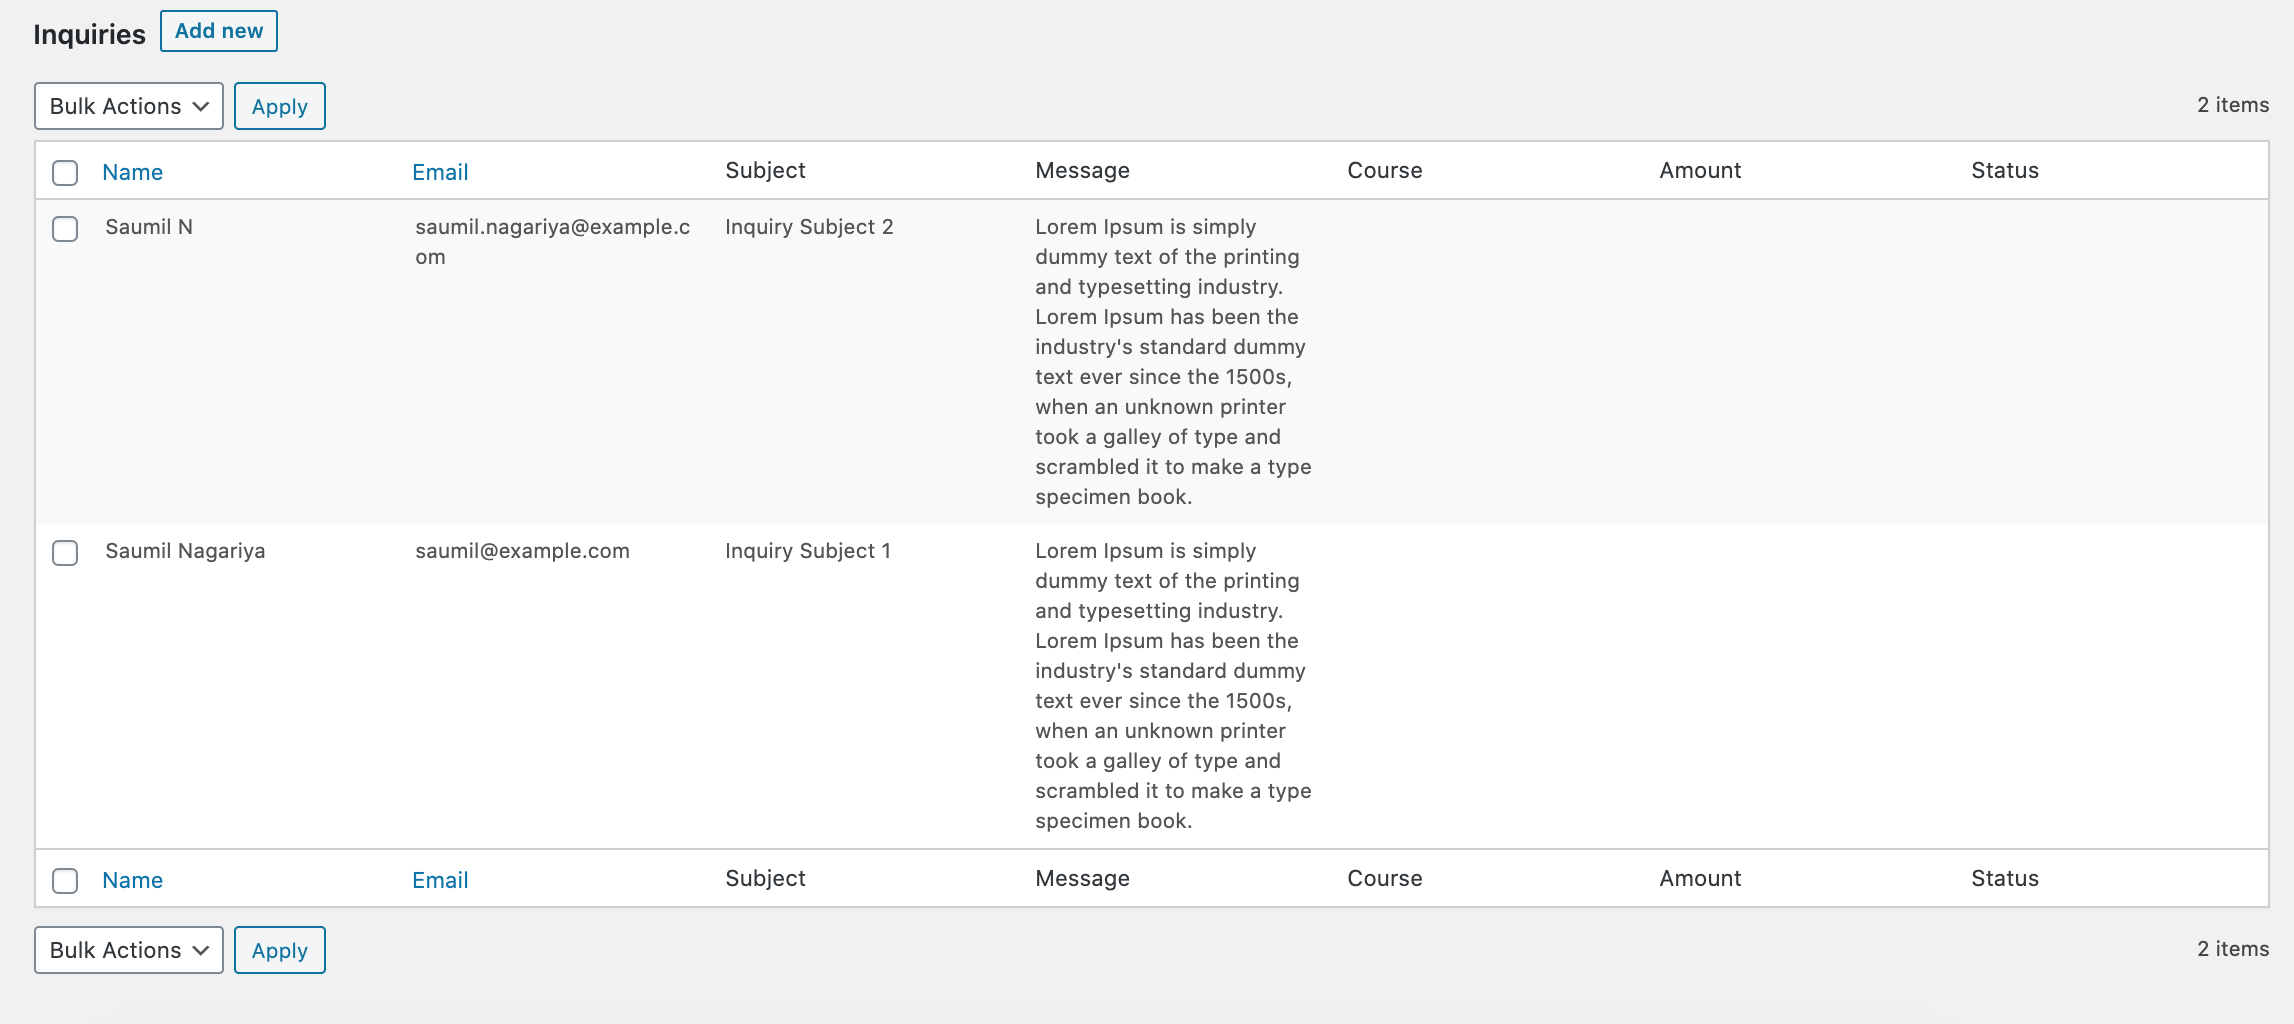 Inquiries Add new
Bulk Actions Apply 2 items
Name Email Subject Message Course Amount Status
Saumil N saumil.nagariya@example.c Inquiry Subject 2 Lorem Ipsum is simply
om dummy text of the printing
and typesetting industry.
Lorem Ipsum has been the
industry's standard dummy
text ever since the 1500s,
when an unknown printer
took a galley of type and
scrambled it to make a type
specimen book.
Saumil Nagariya saumil@example.com Inquiry Subject 1 Lorem Ipsum is simply
dummy text of the printing
and typesetting industry.
Lorem Ipsum has been the
industry's standard dummy
text ever since the 1500s,
when an unknown printer
took a galley of type and
scrambled it to make a type
specimen book.
Name Email Subject Message Course Amount Status
Bulk Actions Apply 2 items